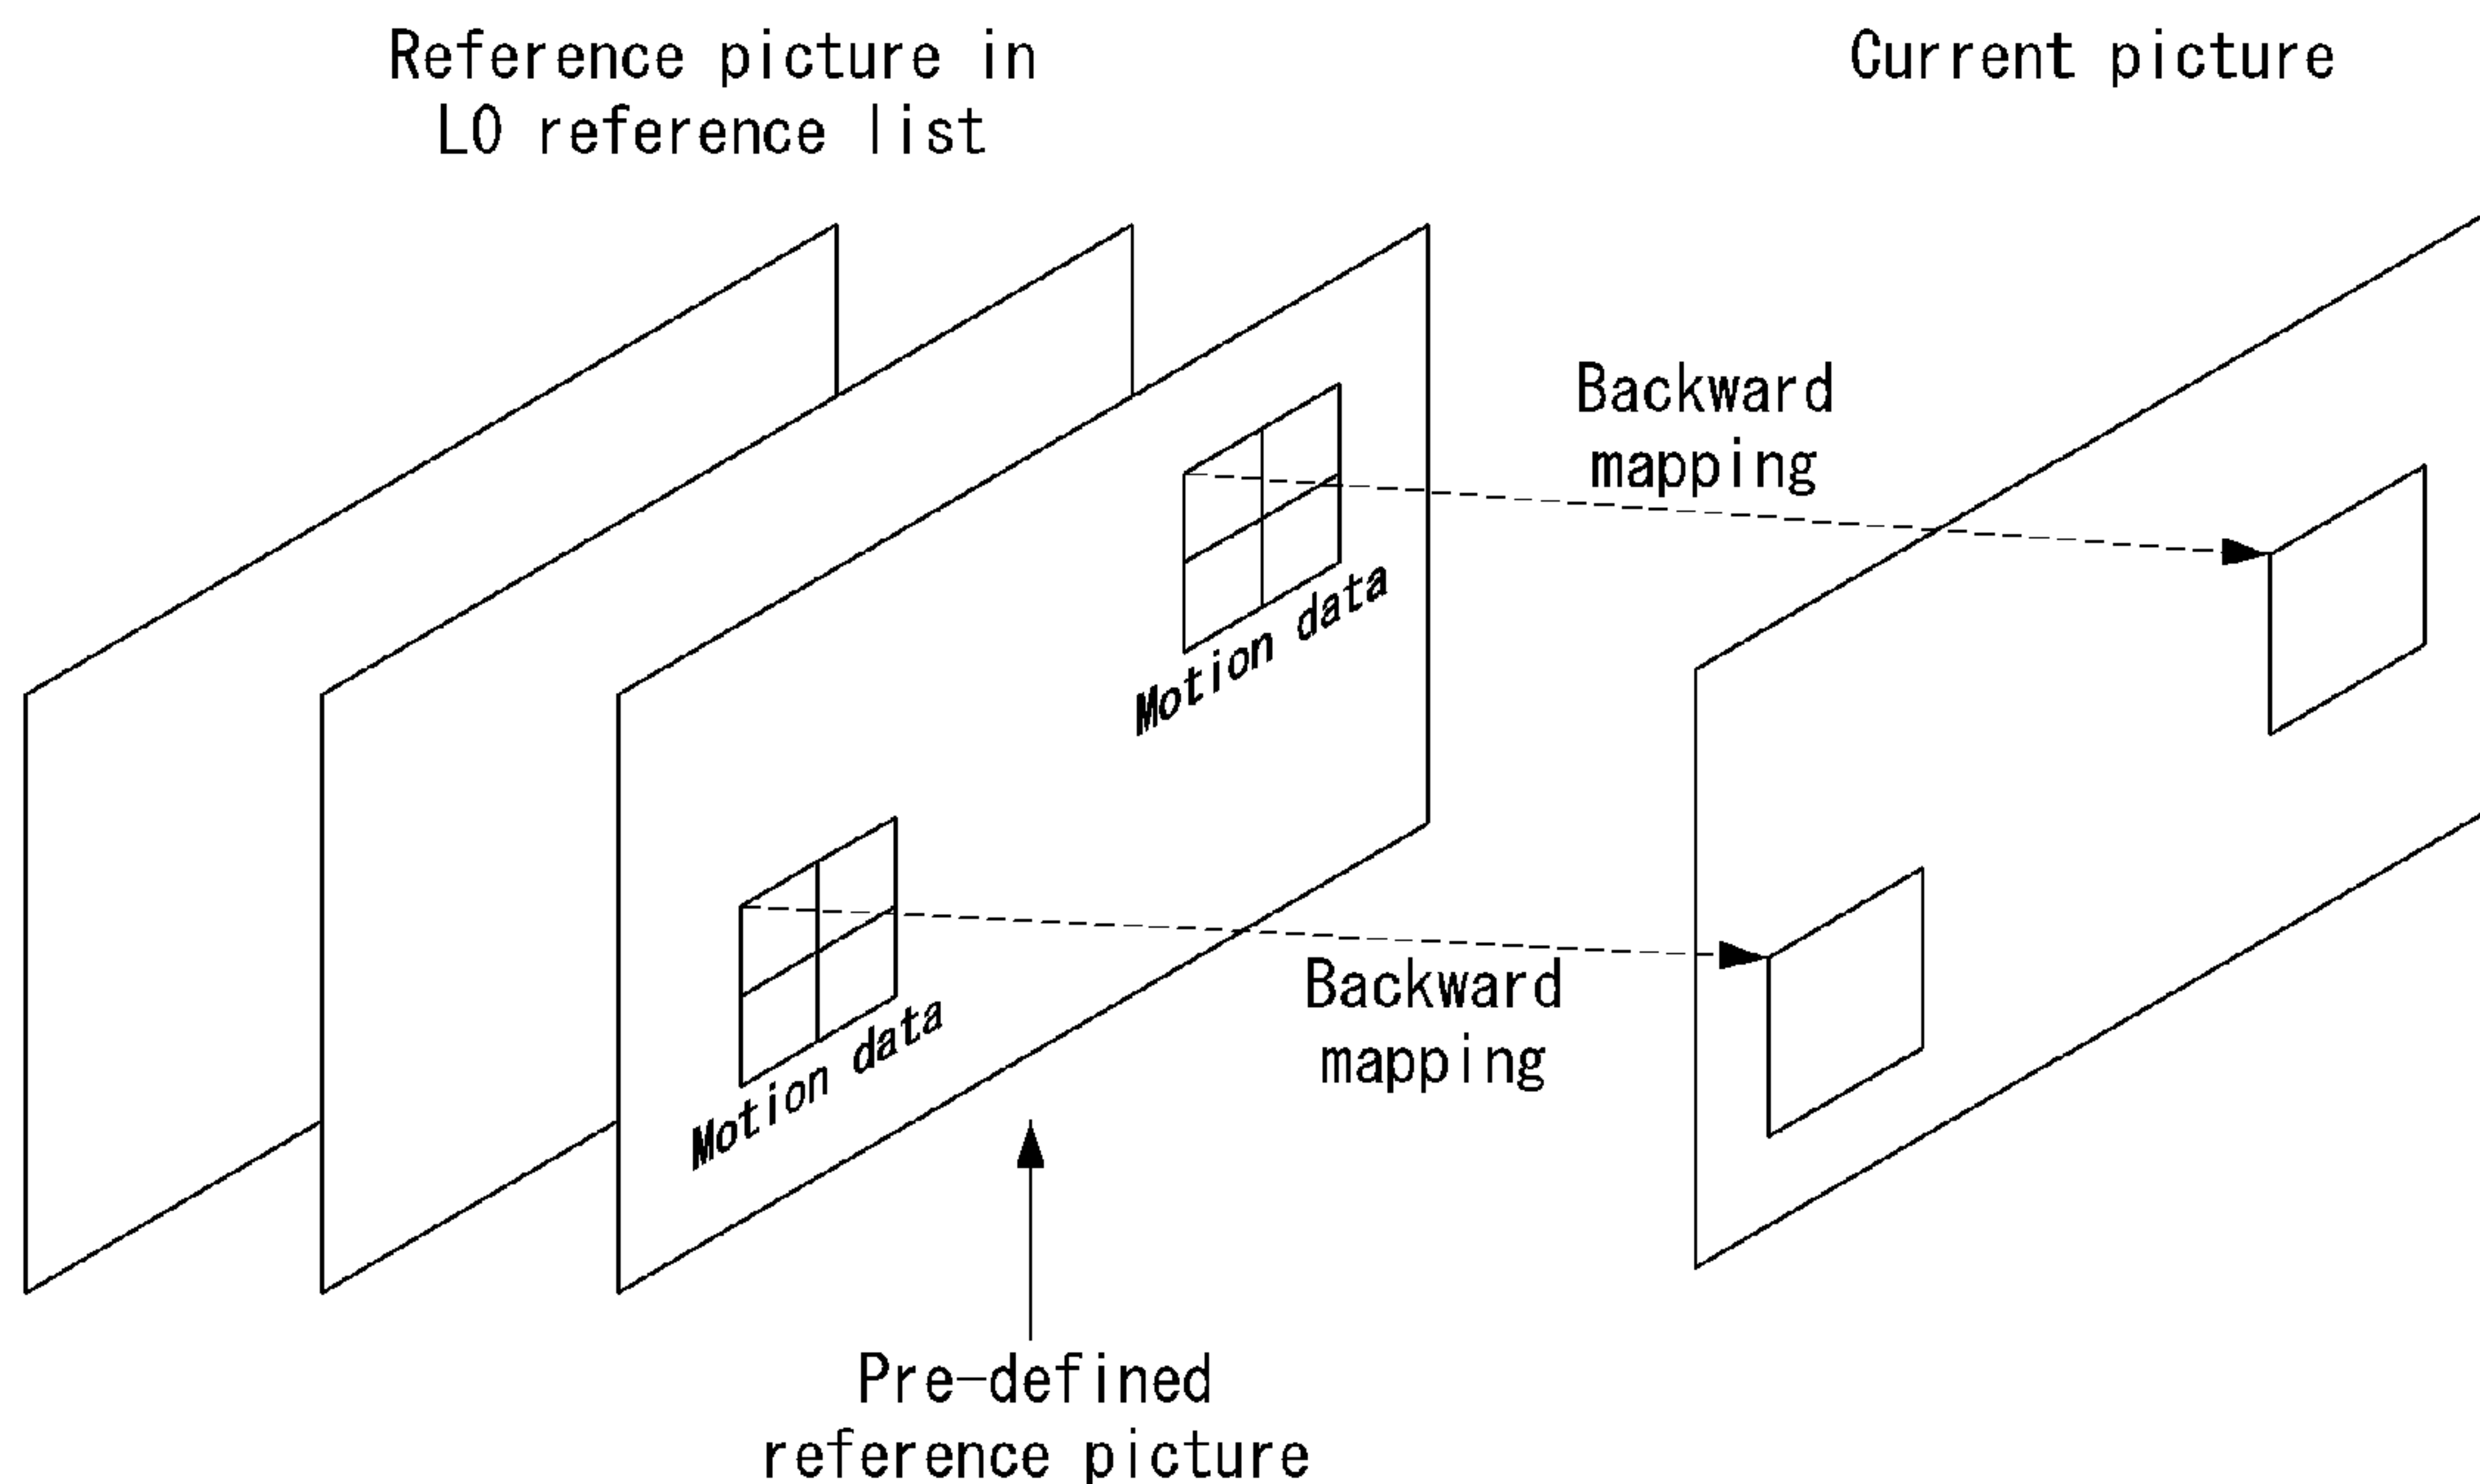 Reference picture in
L0 reference list
Current picture
Backward
mapping
Motion data
Motion data
Backward
mapping
Pre-defined
reference picture